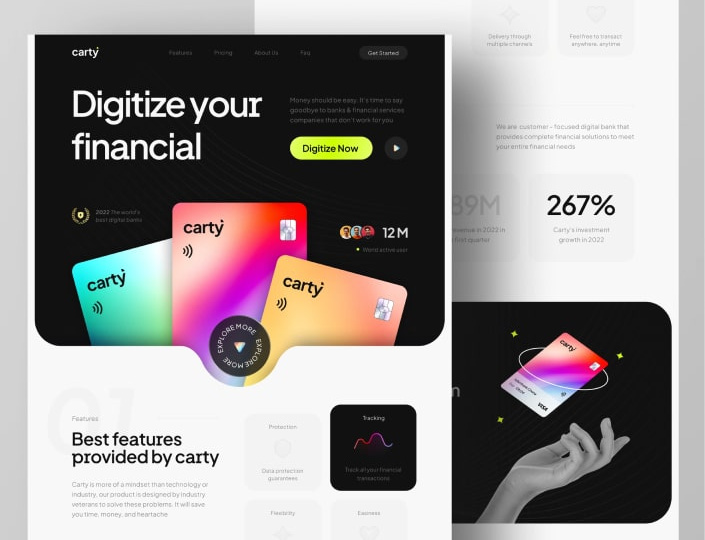 carty
Features
Pricing
About Us
Faq
Get Started
Digitize your
financial
Money should be easy. It's time to say
goodbye to banks & financial services
companies that don't work for you
Digitize Now
2022 The world's
best digital banks
carty
carty
carty
12 M
World active user
EXPLORE MORE EXPLORE MORE
01
Features
Best features
provided by carty
Carty is more of a mindset than technology or
industry, our product is designed by industry
veterans to solve these problems. It will save
you time, money, and heartache
Protection
Data protection
guarantees
Tracking
Track all your financial
transactions
Flexibility
Easiness
Delivery through
multiple channels
Feel free to transact
anywhere, anytime
We are customer - focused digital bank that
provides complete financial solutions to meet
your entire financial needs
89M
revenue in 2022 in
first quarter
267%
Carty's investment
growth in 2022
carty
VISA